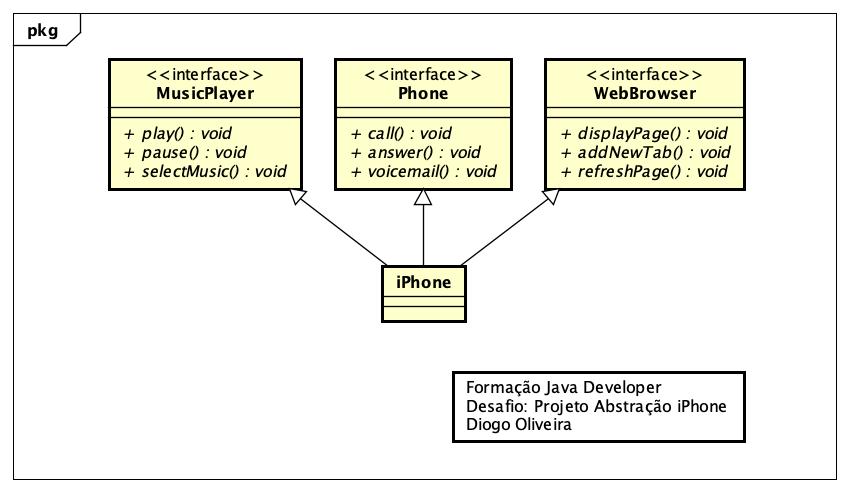 pkg
<<interface>>
MusicPlayer
+ play() : void
+ pause() : void
+ selectMusic() : void
<<interface>>
Phone
+ call() : void
+ answer() : void
+ voicemail() : void
<<interface>>
WebBrowser
+ displayPage() : void
+ addNewTab() : void
+ refreshPage() : void
iPhone
Formação Java Developer
Desafio: Projeto Abstração iPhone
Diogo Oliveira